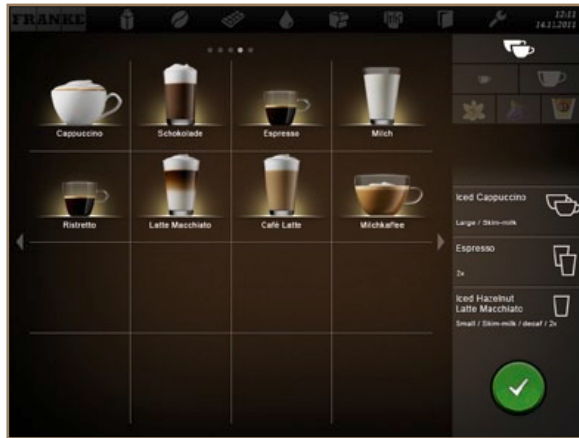 FRANKE
12:11
14.11.2011
Cappuccino
Schokolade
Espresso
Milch
Ristretto
Latte Macchiato
Café Latte
Milchkaffee
Iced Cappuccino
Large / Skim-milk
Espresso
2x
Iced Hazelnut
Latte Macchiato
Small / Skim-milk / decaf / 2x